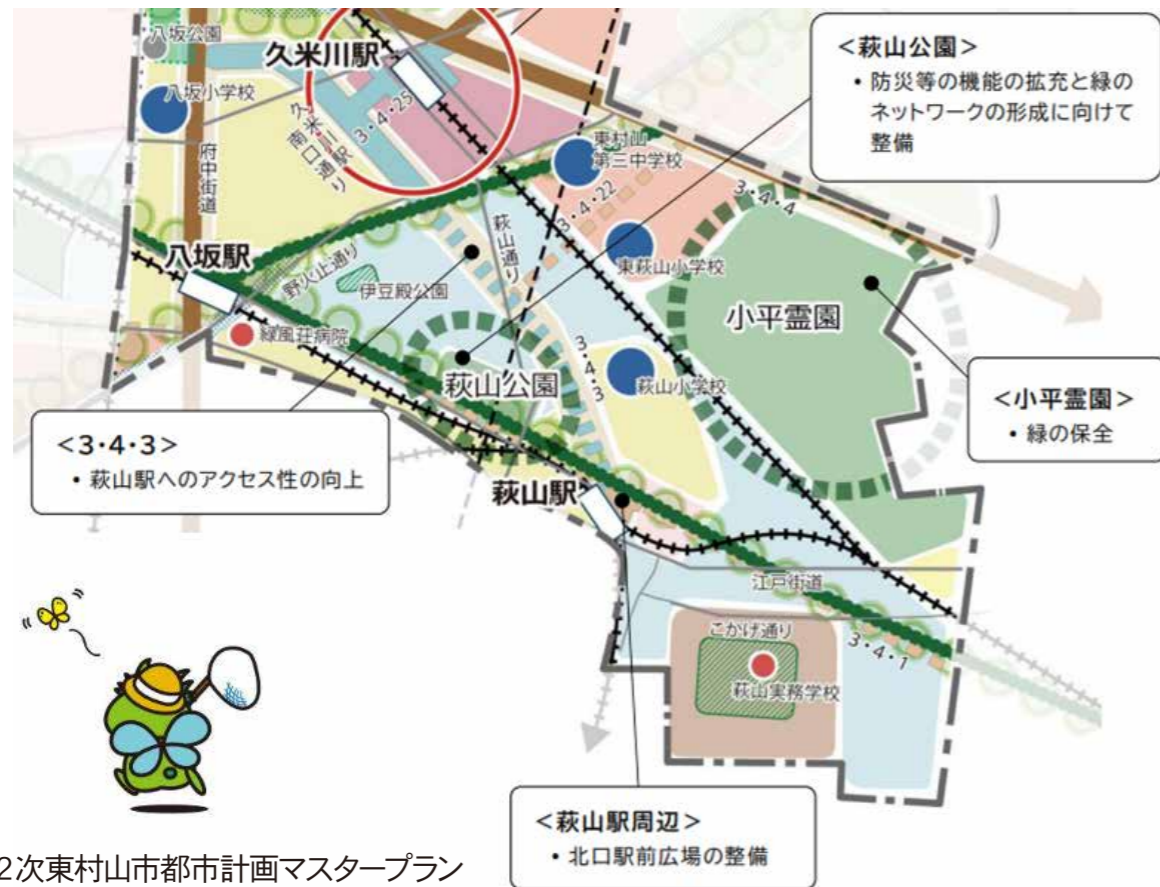 八坂公園
久米川駅
八坂小学校
府中街道
久米川駅
南口通り
3・4・25
東村山
第三中学校
3・4・22
3・4・4
東萩山小学校
萩山通り
八坂駅
野火止通り
伊豆殿公園
緑風荘病院
小平霊園
萩山公園
3・4・3
萩山小学校
萩山駅
江戸街道
こかげ通り
3・4・1
萩山実務学校
<萩山公園>
・防災等の機能の拡充と緑の
ネットワークの形成に向けて
整備
<小平霊園>
・緑の保全
<3・4・3>
・萩山駅へのアクセス性の向上
<萩山駅周辺>
・北口駅前広場の整備
2次東村山市都市計画マスタープラン